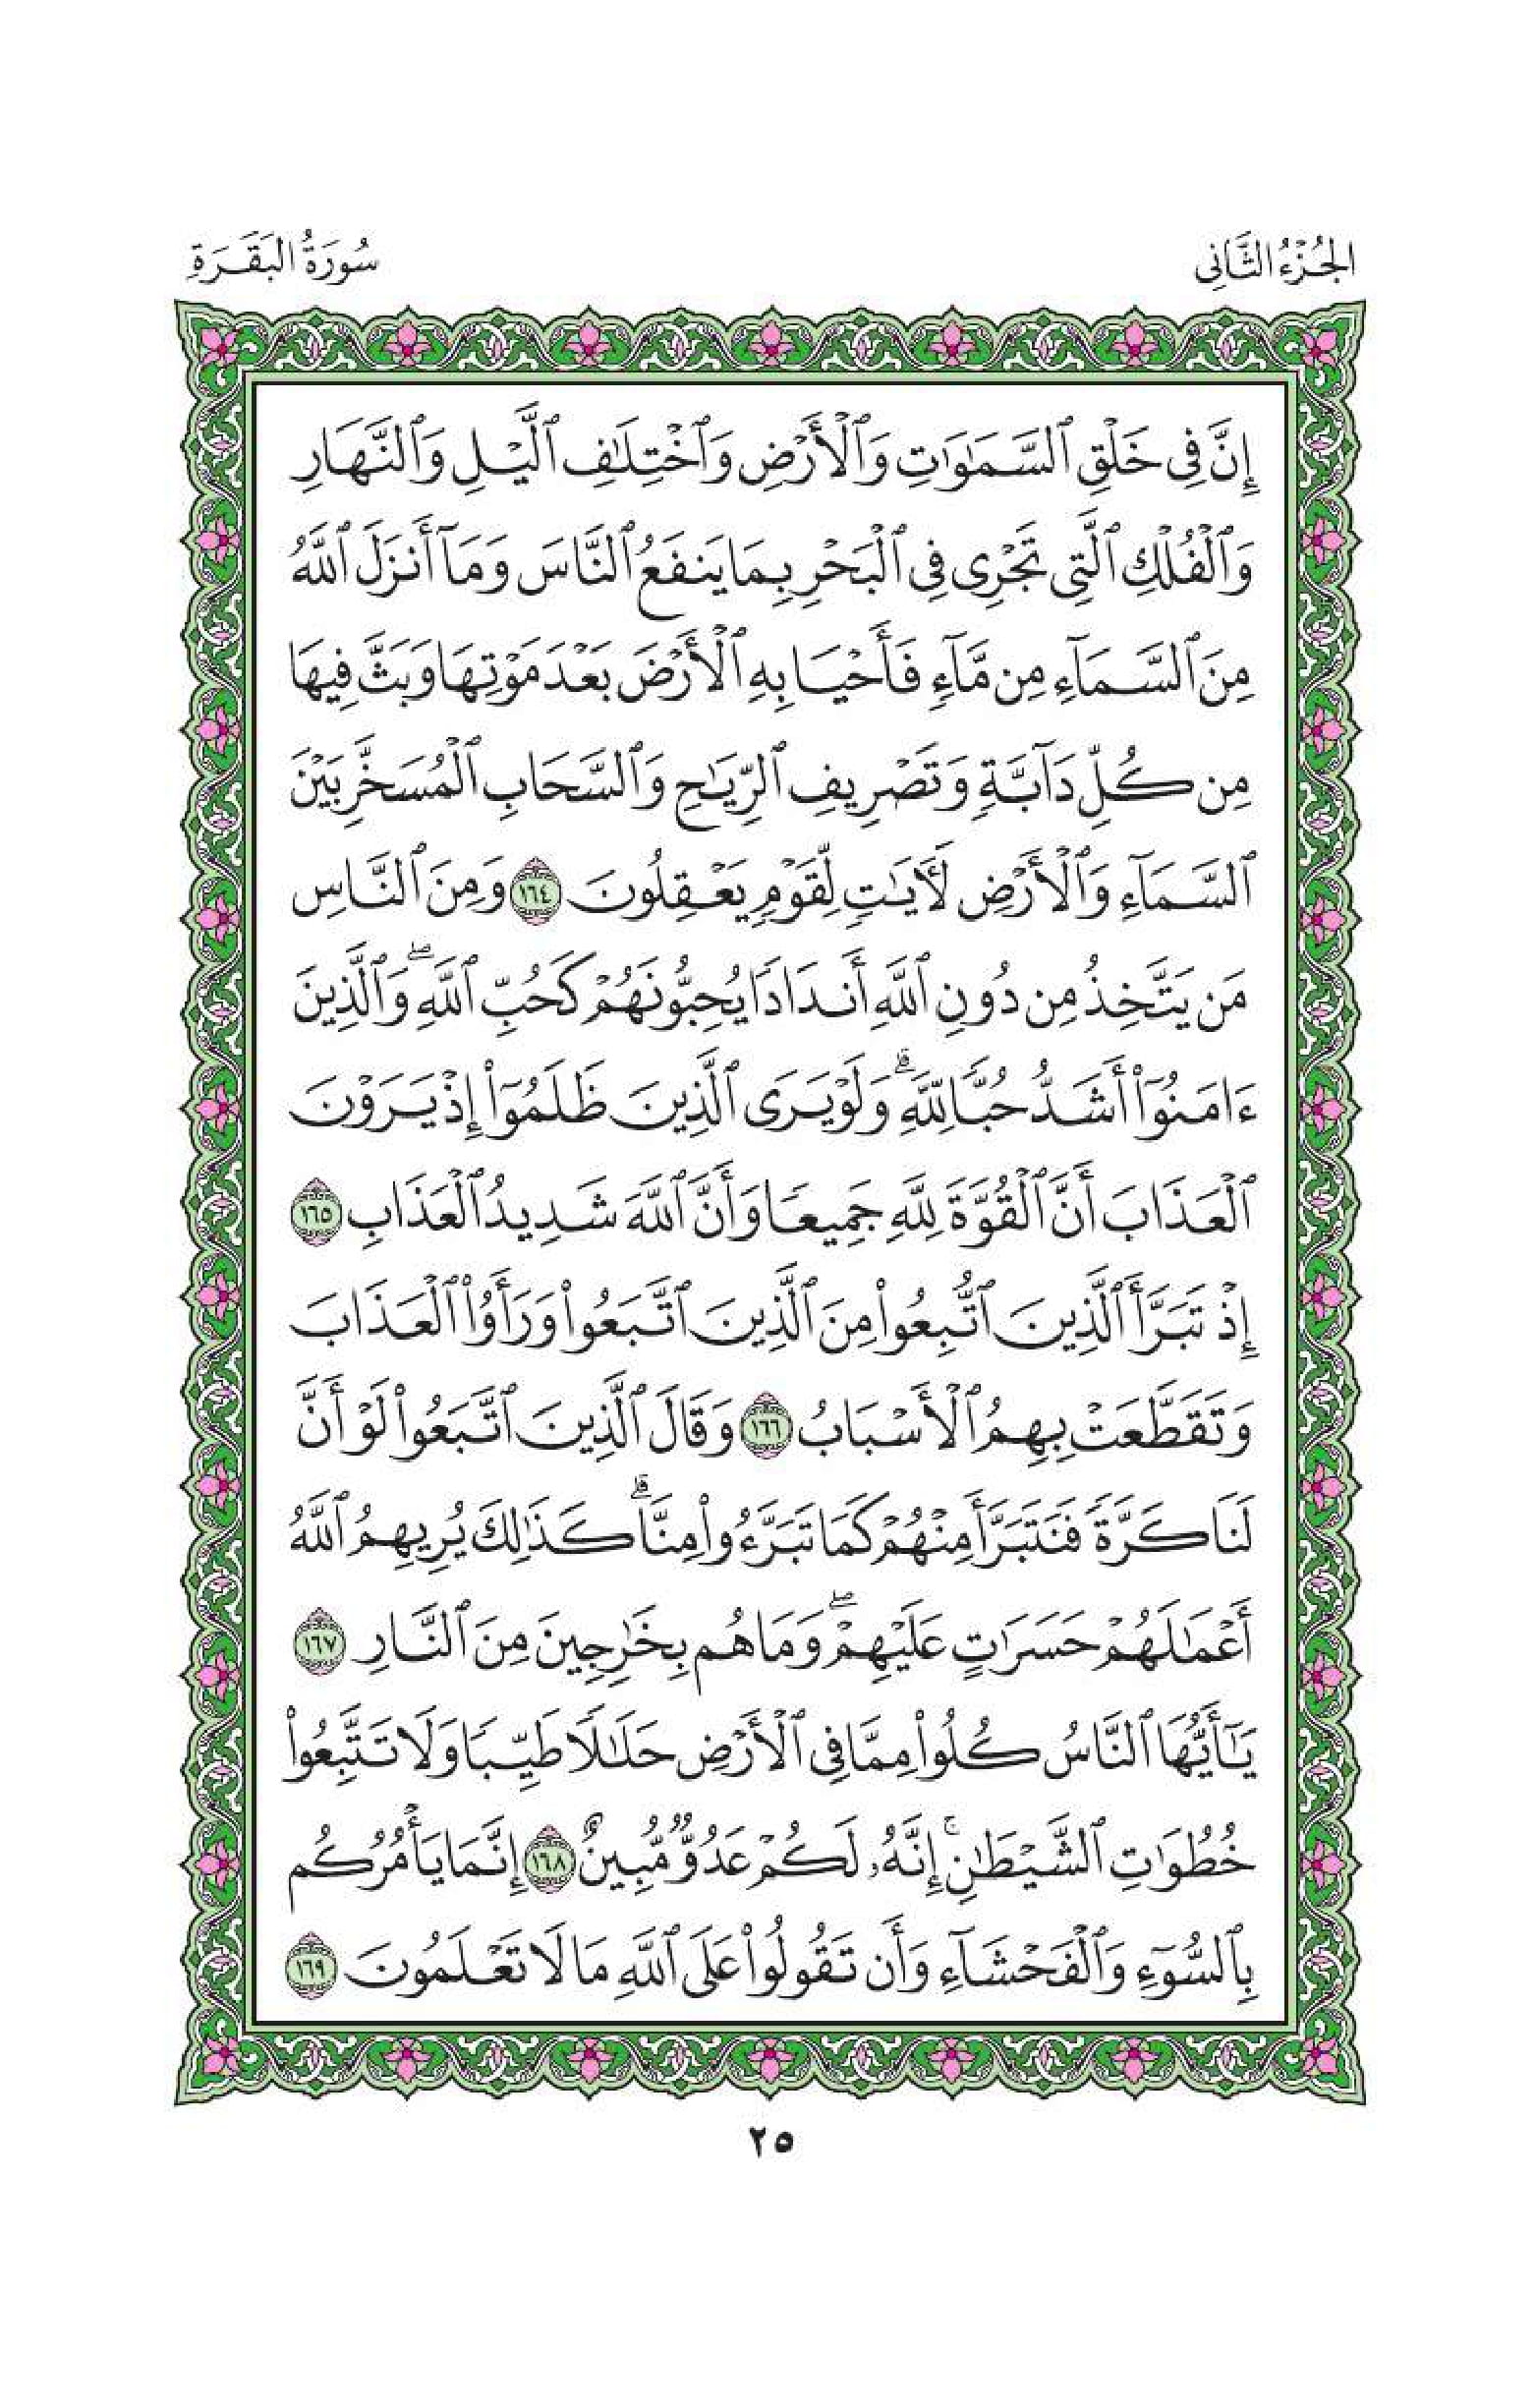 الجُزْءُ الثَّانِي
سُورَةُ البَقَرَةِ
إِنَّ فِي خَلْقِ ٱلسَّمَٰوَٰتِ وَٱلْأَرْضِ وَٱخْتِلَٰفِ ٱلَّيْلِ وَٱلنَّهَارِ
وَٱلْفُلْكِ ٱلَّتِي تَجْرِي فِي ٱلْبَحْرِ بِمَا يَنفَعُ ٱلنَّاسَ وَمَآ أَنزَلَ ٱللَّهُ
مِنَ ٱلسَّمَآءِ مِن مَّآءٍ فَأَحْيَا بِهِ ٱلْأَرْضَ بَعْدَ مَوْتِهَا وَبَثَّ فِيهَا
مِن كُلِّ دَآبَّةٍ وَتَصْرِيفِ ٱلرِّيَٰحِ وَٱلسَّحَابِ ٱلْمُسَخَّرِ بَيْنَ
ٱلسَّمَآءِ وَٱلْأَرْضِ لَأٓيَٰتٍ لِّقَوْمٍ يَعْقِلُونَ ١٦٤ وَمِنَ ٱلنَّاسِ
مَن يَتَّخِذُ مِن دُونِ ٱللَّهِ أَندَادًا يُحِبُّونَهُمْ كَحُبِّ ٱللَّهِۖ وَٱلَّذِينَ
ءَامَنُوٓا۟ أَشَدُّ حُبًّا لِّلَّهِۗ وَلَوْ يَرَى ٱلَّذِينَ ظَلَمُوٓا۟ إِذْ يَرَوْنَ
ٱلْعَذَابَ أَنَّ ٱلْقُوَّةَ لِلَّهِ جَمِيعًا وَأَنَّ ٱللَّهَ شَدِيدُ ٱلْعَذَابِ ١٦٥
إِذْ تَبَرَّأَ ٱلَّذِينَ ٱتُّبِعُوا۟ مِنَ ٱلَّذِينَ ٱتَّبَعُوا۟ وَرَأَوُا۟ ٱلْعَذَابَ
وَتَقَطَّعَتْ بِهِمُ ٱلْأَسْبَابُ ١٦٦ وَقَالَ ٱلَّذِينَ ٱتَّبَعُوا۟ لَوْ أَنَّ
لَنَا كَرَّةً فَنَتَبَرَّأَ مِنْهُمْ كَمَا تَبَرَّءُوا۟ مِنَّاۗ كَذَٰلِكَ يُرِيهِمُ ٱللَّهُ
أَعْمَٰلَهُمْ حَسَرَٰتٍ عَلَيْهِمْۖ وَمَا هُم بِخَٰرِجِينَ مِنَ ٱلنَّارِ ١٦٧
يَٰٓأَيُّهَا ٱلنَّاسُ كُلُوا۟ مِمَّا فِي ٱلْأَرْضِ حَلَٰلًا طَيِّبًا وَلَا تَتَّبِعُوا۟
خُطُوَٰتِ ٱلشَّيْطَٰنِۚ إِنَّهُۥ لَكُمْ عَدُوٌّ مُّبِينٌ ١٦٨ إِنَّمَا يَأْمُرُكُم
بِٱلسُّوٓءِ وَٱلْفَحْشَآءِ وَأَن تَقُولُوا۟ عَلَى ٱللَّهِ مَا لَا تَعْلَمُونَ ١٦٩
٢٥